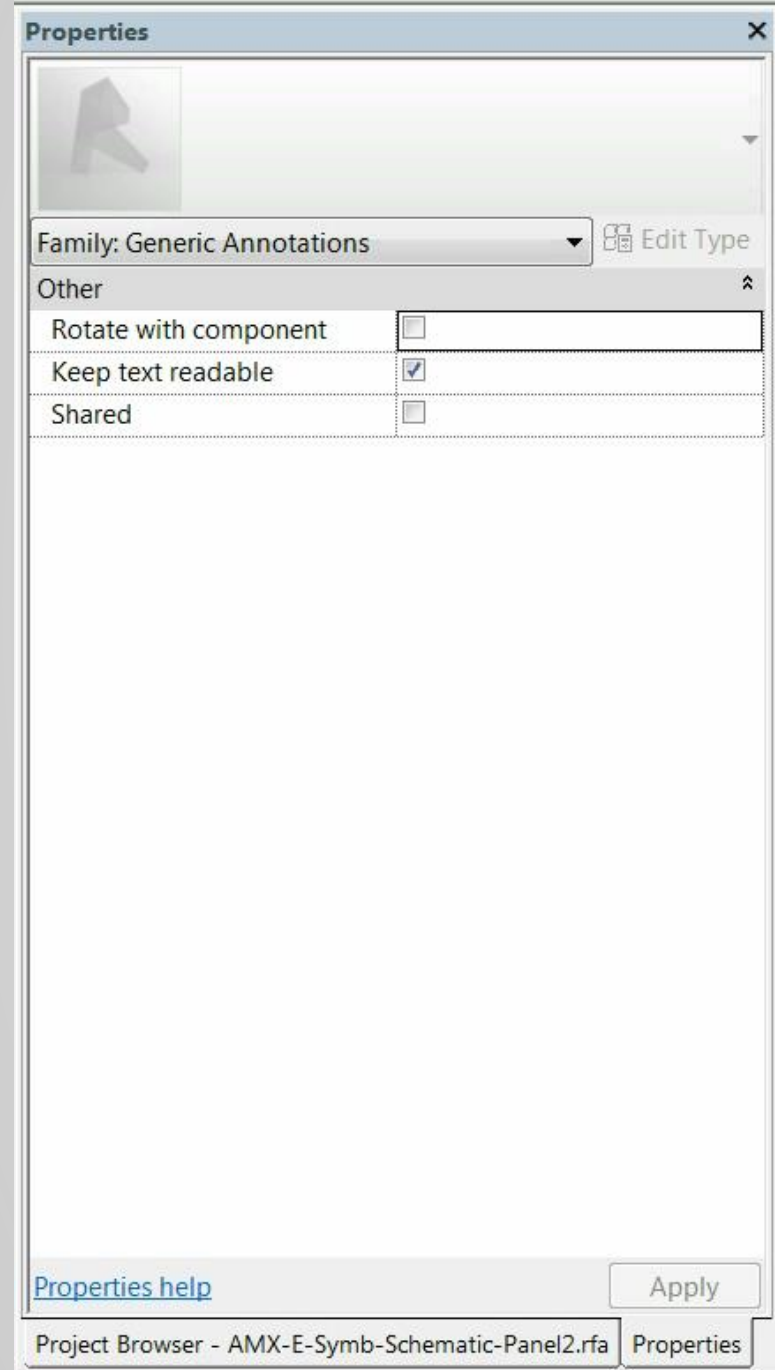 Properties
Family: Generic Annotations Edit Type
Other
Rotate with component
Keep text readable
Shared
Properties help Apply
Project Browser - AMX-E-Symb-Schematic-Panel2.rfa Properties